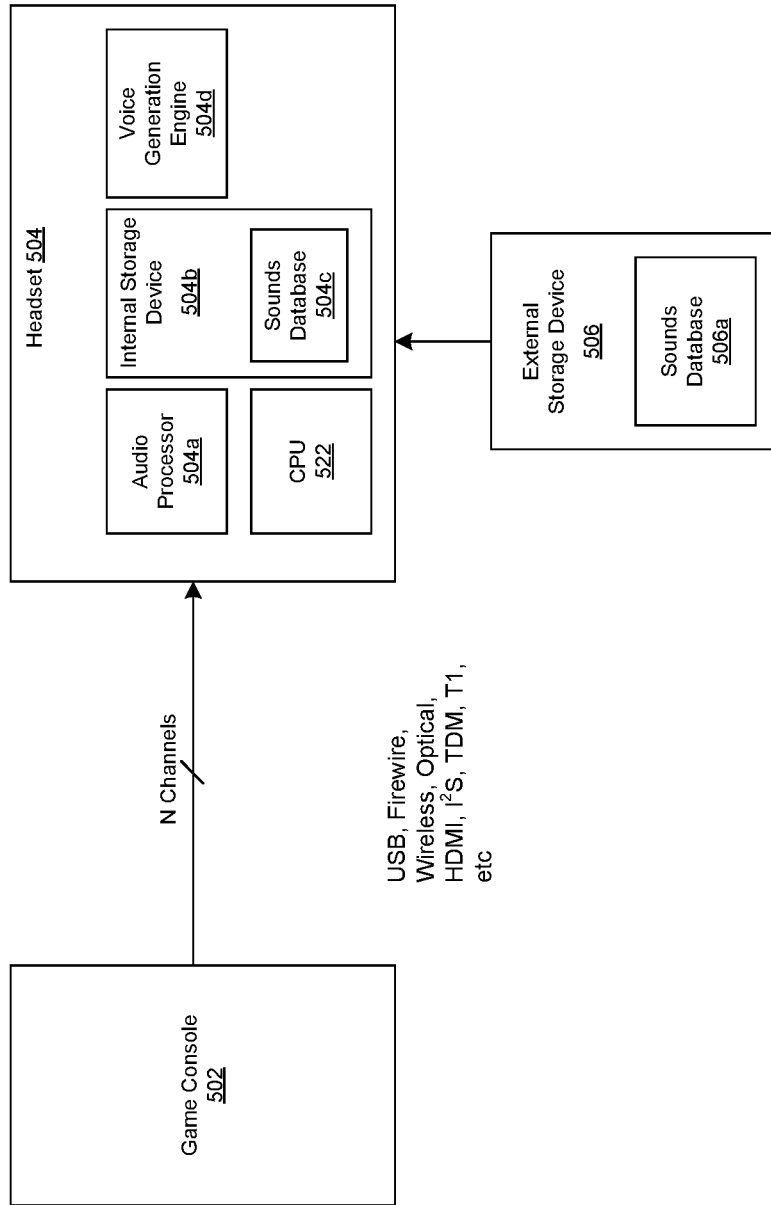 Game Console
502
N Channels
USB, Firewire,
Wireless, Optical,
HDMI, I²S, TDM, T1,
etc
Headset 504
Audio
Processor
504a
CPU
522
Internal Storage
Device
504b
Sounds
Database
504c
Voice
Generation
Engine
504d
External
Storage Device
506
Sounds
Database
506a